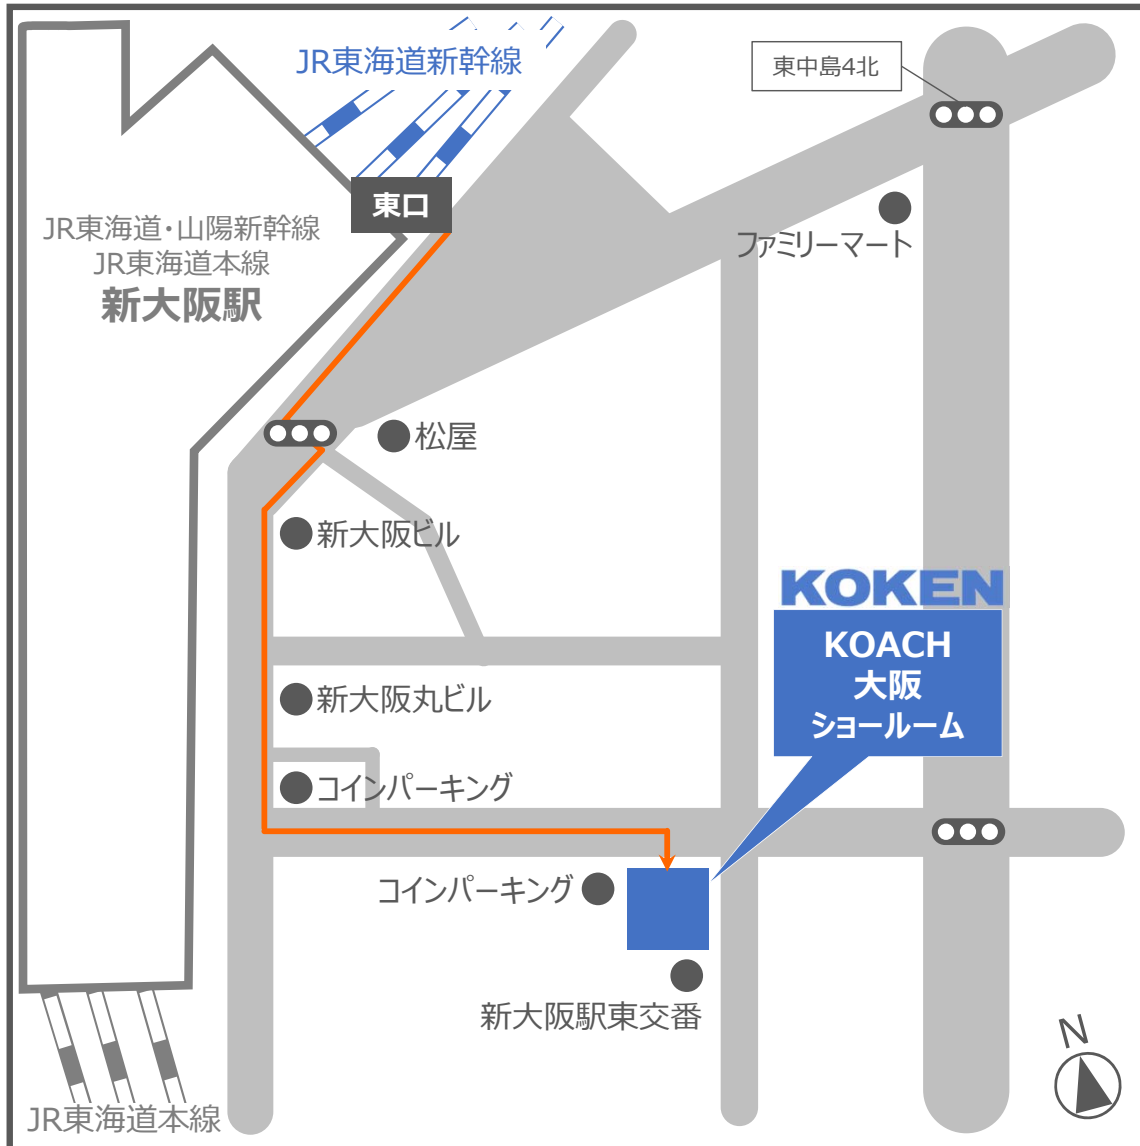 JR東海道新幹線
東中島4北
東口
JR東海道・山陽新幹線
JR東海道本線
新大阪駅
ファミリーマート
松屋
新大阪ビル
KOKEN
KOACH
大阪
ショールーム
新大阪丸ビル
コインパーキング
コインパーキング
新大阪駅東交番
N
JR東海道本線